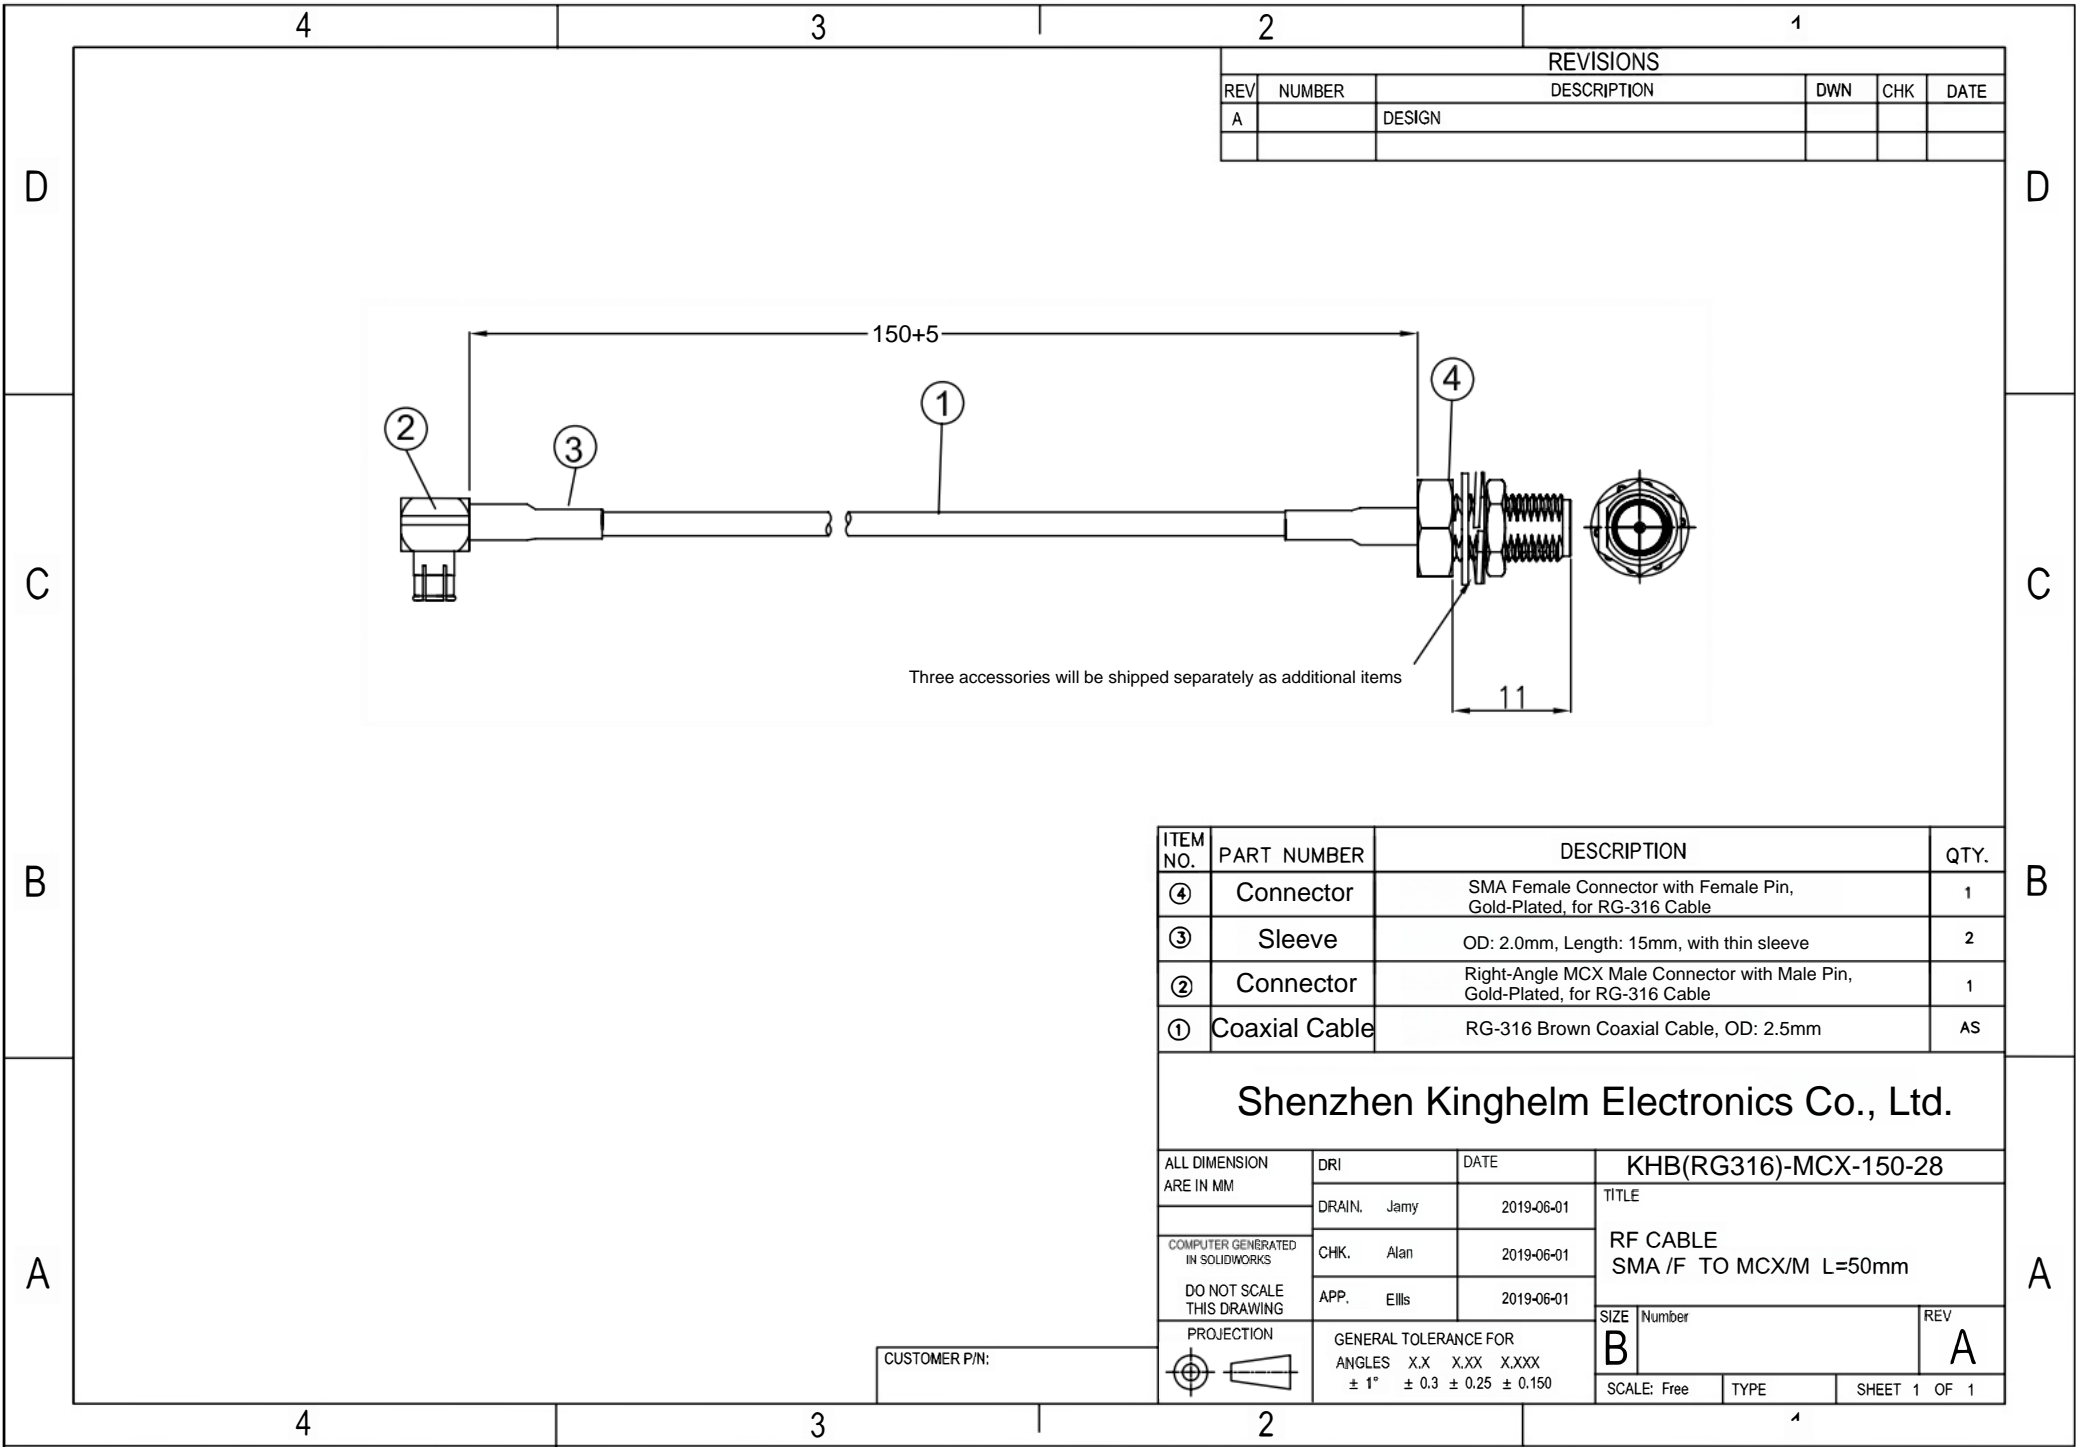 4 3 2 1
REVISIONS
REV NUMBER DESCRIPTION DWN CHK DATE
A DESIGN
D D
150+5
4
1
2
3
C C
Three accessories will be shipped separately as additional items
11
ITEM NO. PART NUMBER DESCRIPTION QTY.
④ Connector SMA Female Connector with Female Pin,
Gold-Plated, for RG-316 Cable 1
③ Sleeve OD: 2.0mm, Length: 15mm, with thin sleeve 2
② Connector Right-Angle MCX Male Connector with Male Pin,
Gold-Plated, for RG-316 Cable 1
① Coaxial Cable RG-316 Brown Coaxial Cable, OD: 2.5mm AS
B B
Shenzhen Kinghelm Electronics Co., Ltd.
ALL DIMENSION
ARE IN MM
DRI DATE
DRAIN. Jamy 2019-06-01
CHK. Alan 2019-06-01
APP. Ellls 2019-06-01
COMPUTER GENERATED
IN SOLIDWORKS
DO NOT SCALE
THIS DRAWING
PROJECTION
GENERAL TOLERANCE FOR
ANGLES X.X X.XX X.XXX
± 1° ± 0.3 ± 0.25 ± 0.150
KHB(RG316)-MCX-150-28
TITLE
RF CABLE
SMA /F TO MCX/M L=50mm
SIZE Number REV
B A
SCALE: Free TYPE SHEET 1 OF 1
A A
CUSTOMER P/N:
4 3 2